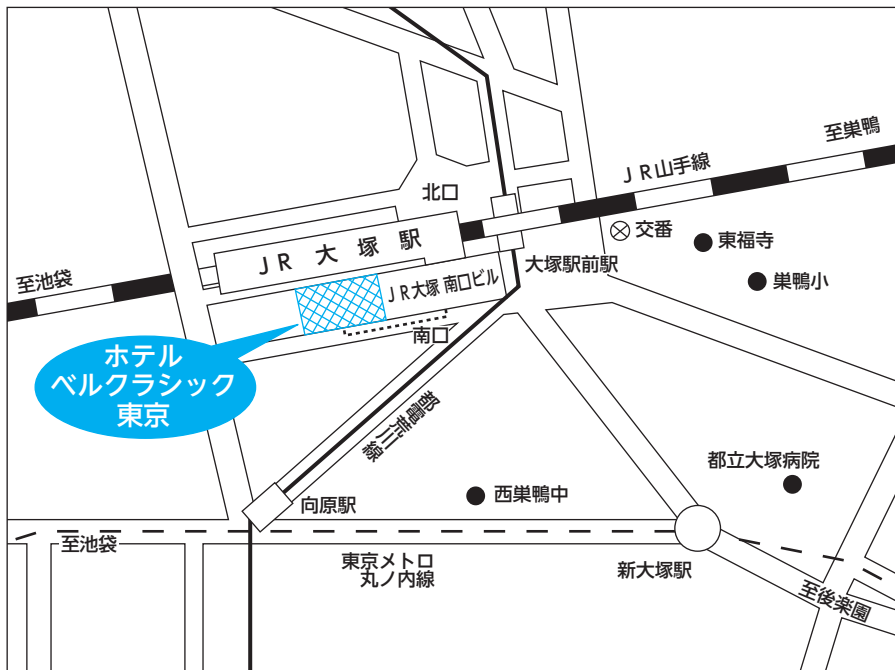 至巣鴨
JR山手線
北口
交番
東福寺
JR 大塚駅
大塚駅前駅
巣鴨小
至池袋
JR大塚 南口ビル
南口
ホテル
ベルクラシック
東京
都電荒川線
都立大塚病院
西巣鴨中
向原駅
至池袋
東京メトロ
丸ノ内線
新大塚駅
至後楽園